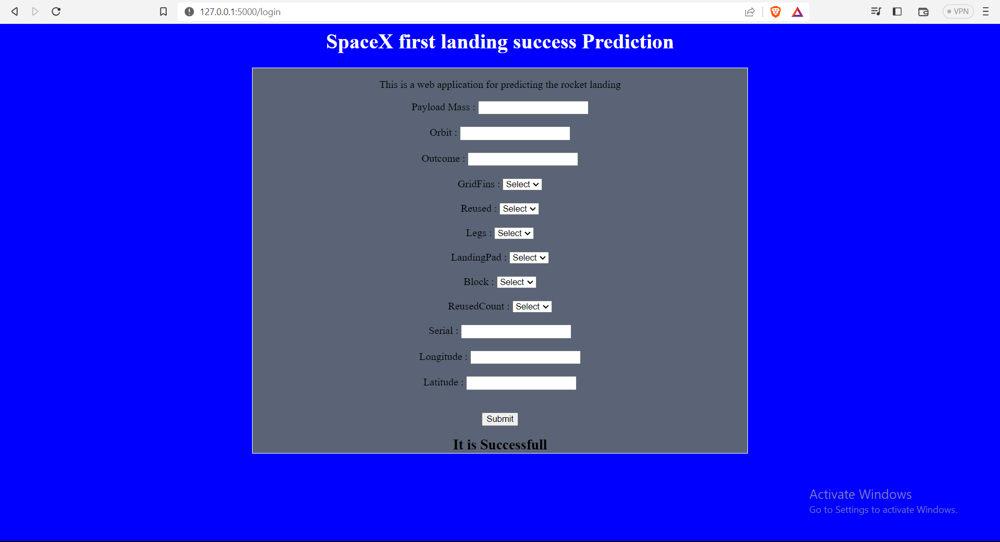 127.0.0.1:5000/login
VPN
SpaceX first landing success Prediction
This is a web application for predicting the rocket landing
Payload Mass :
Orbit :
Outcome :
GridFins : Select
Reused : Select
Legs : Select
LandingPad : Select
Block : Select
ReusedCount : Select
Serial :
Longitude :
Latitude :
Submit
It is Successfull
Activate Windows
Go to Settings to activate Windows.